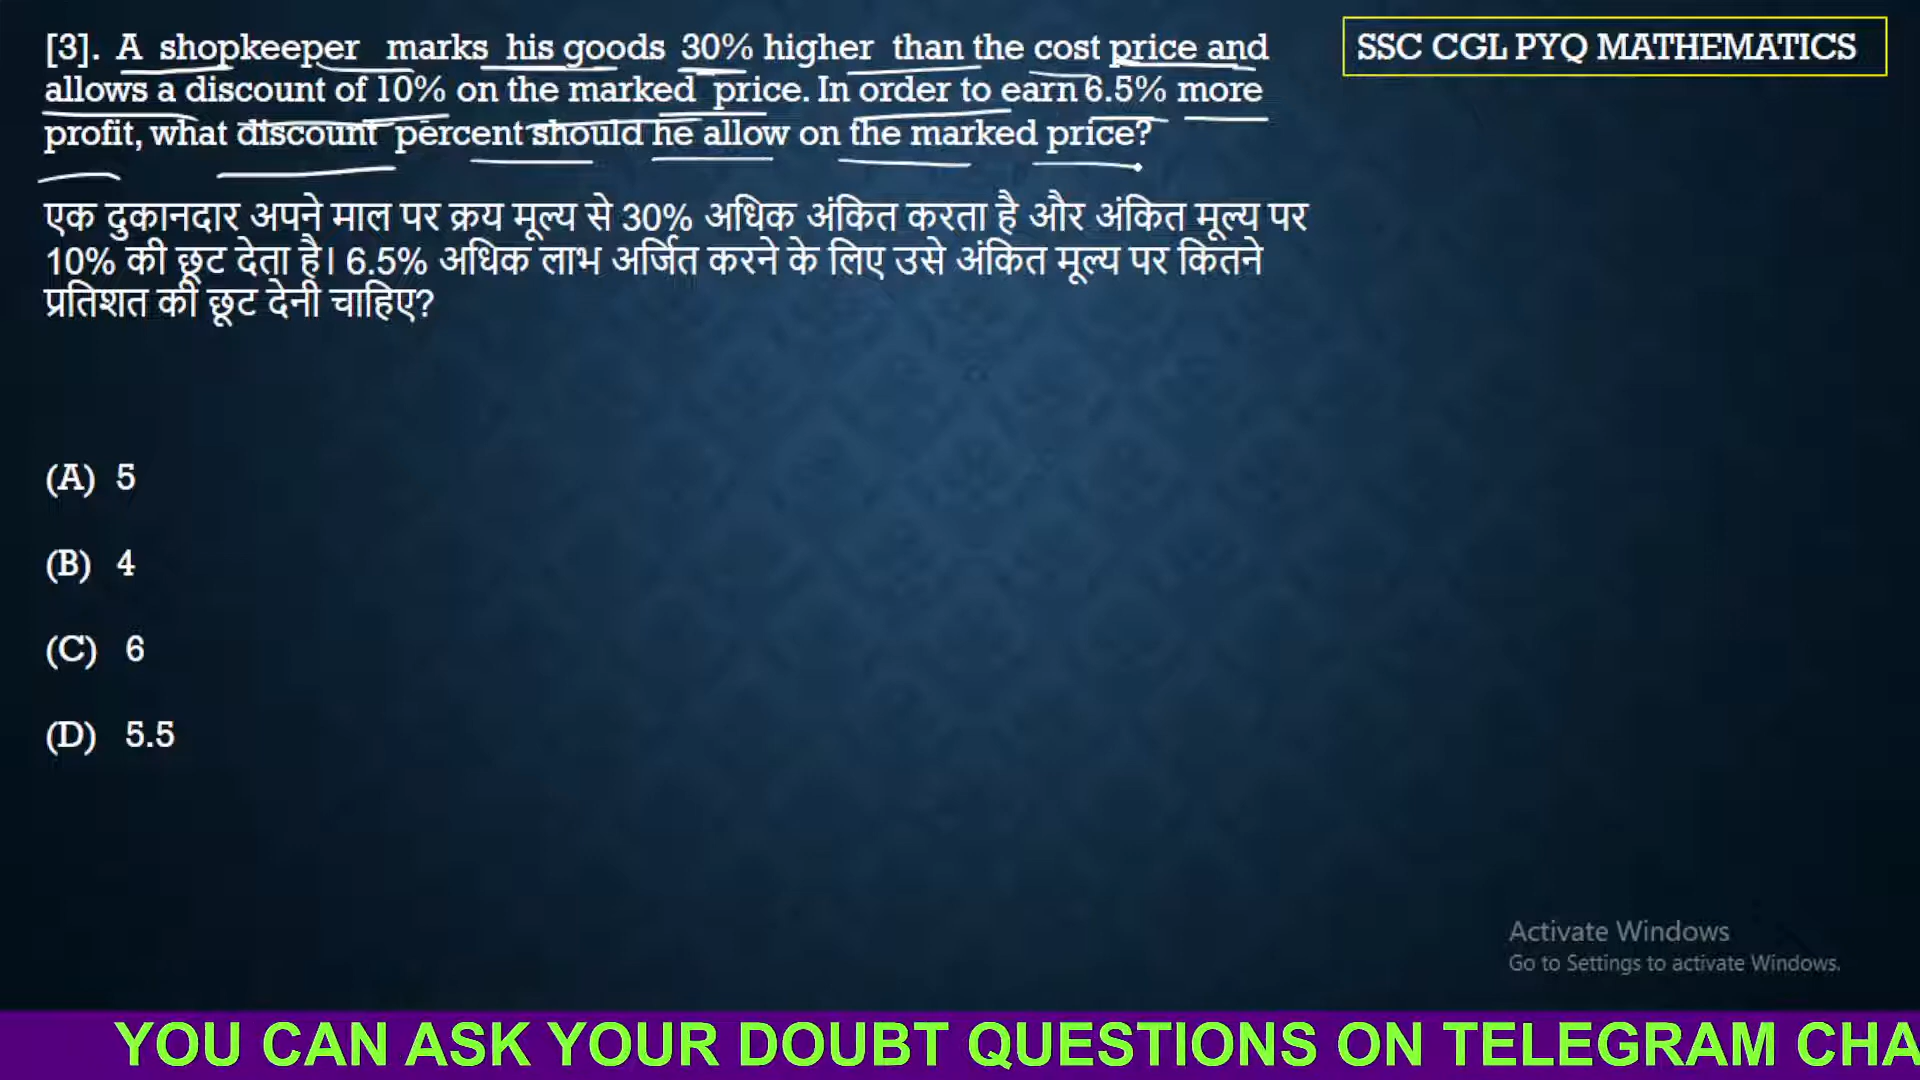 [3]. A shopkeeper marks his goods 30% higher than the cost price and
allows a discount of 10% on the marked price. In order to earn 6.5% more
profit, what discount percent should he allow on the marked price?
SSC CGL PYQ MATHEMATICS
एक दुकानदार अपने माल पर क्रय मूल्य से 30% अधिक अंकित करता है और अंकित मूल्य पर
10% की छूट देता है। 6.5% अधिक लाभ अर्जित करने के लिए उसे अंकित मूल्य पर कितने
प्रतिशत की छूट देनी चाहिए?
(A) 5
(B) 4
(C) 6
(D) 5.5
Activate Windows
Go to Settings to activate Windows.
YOU CAN ASK YOUR DOUBT QUESTIONS ON TELEGRAM CHA